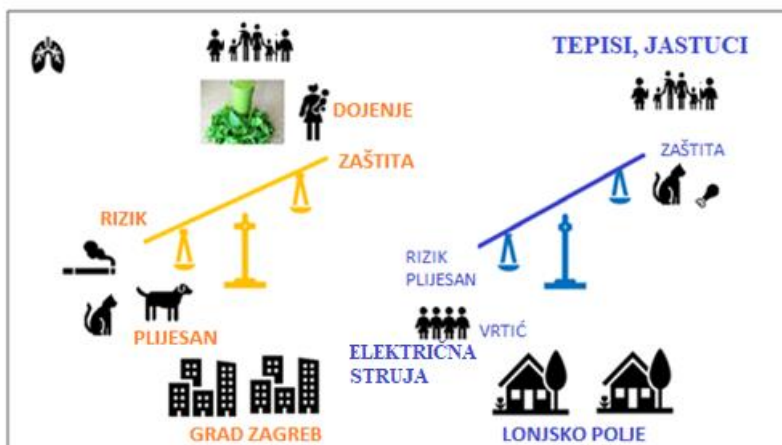 TEPISI, JASTUCI
DOJENJE
ZAŠTITA
ZAŠTITA
RIZIK
RIZIK
PLIJESAN
PLIJESAN
VRTIĆ
ELEKTRIČNA
STRUJA
GRAD ZAGREB
LONJSKO POLJE